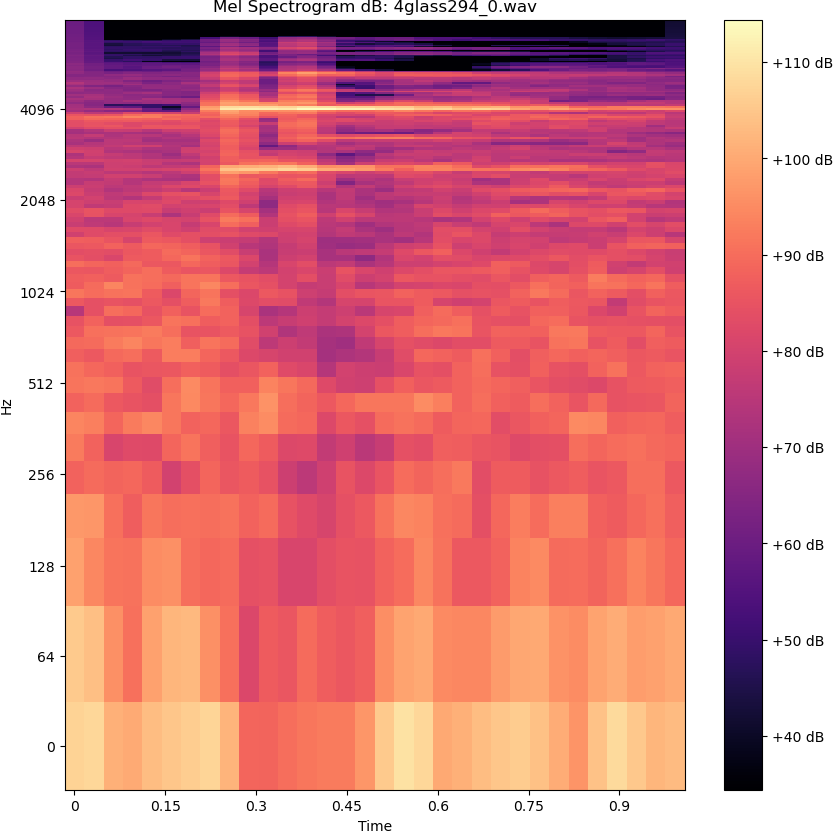 Mel Spectrogram dB: 4glass294_0.wav
+110 dB
4096
+100 dB
2048
+90 dB
1024
+80 dB
512
Hz
+70 dB
256
+60 dB
128
+50 dB
64
+40 dB
0
0 0.15 0.3 0.45 0.6 0.75 0.9
Time